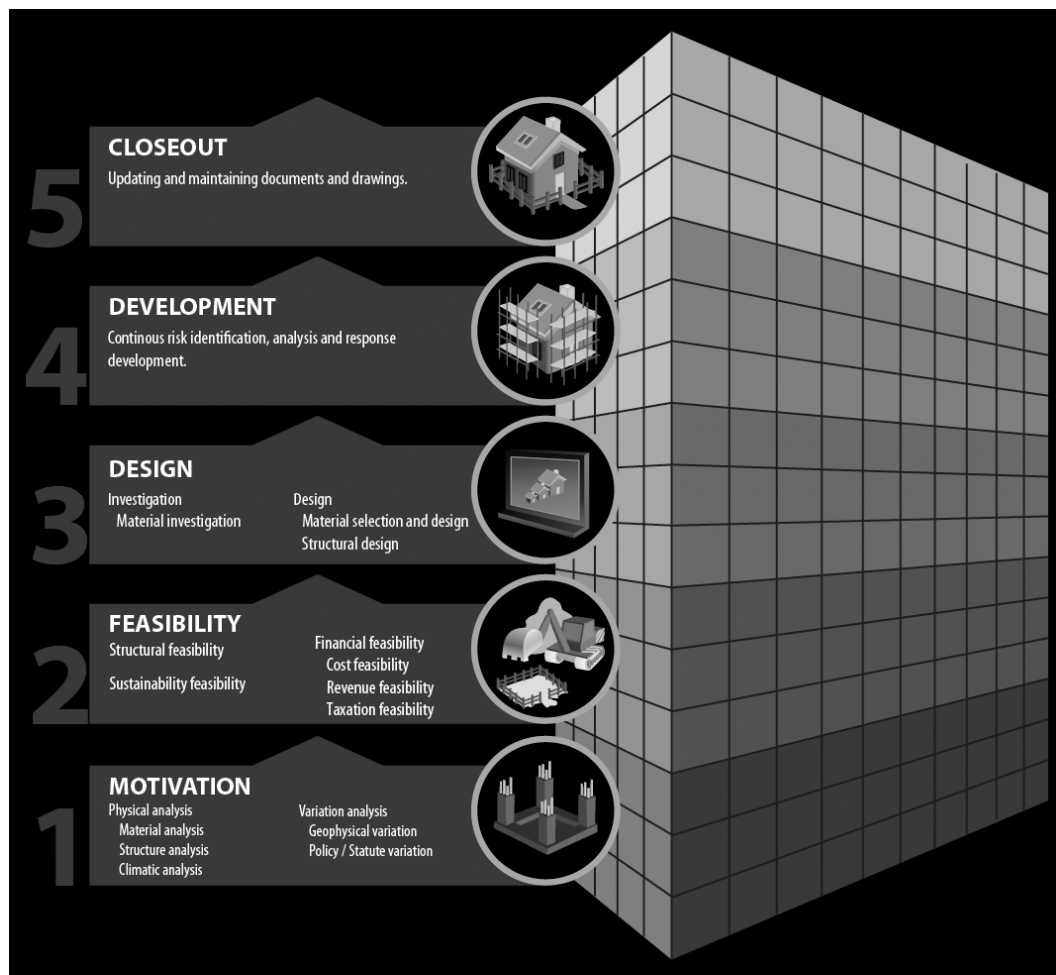 5
CLOSEOUT
Updating and maintaining documents and drawings.
4
DEVELOPMENT
Continous risk identification, analysis and response
development.
3
DESIGN
Investigation
Material investigation
Design
Material selection and design
Structural design
2
FEASIBILITY
Structural feasibility
Sustainability feasibility
Financial feasibility
Cost feasibility
Revenue feasibility
Taxation feasibility
1
MOTIVATION
Physical analysis
Material analysis
Structure analysis
Climatic analysis
Variation analysis
Geophysical variation
Policy / Statute variation